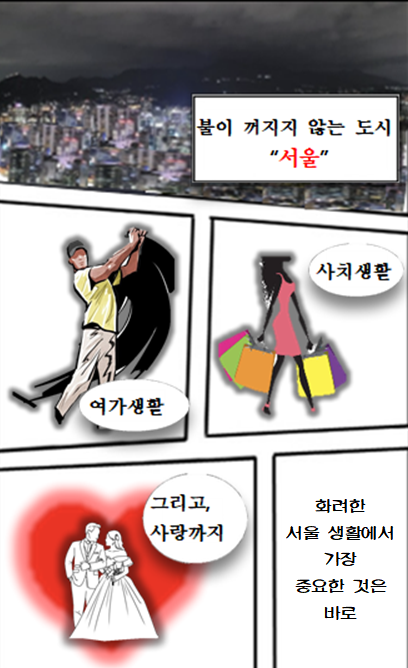 불이 꺼지지 않는 도시
“서울”
사치생활
여가생활
그리고,
사랑까지
화려한
서울 생활에서
가장
중요한 것은
바로